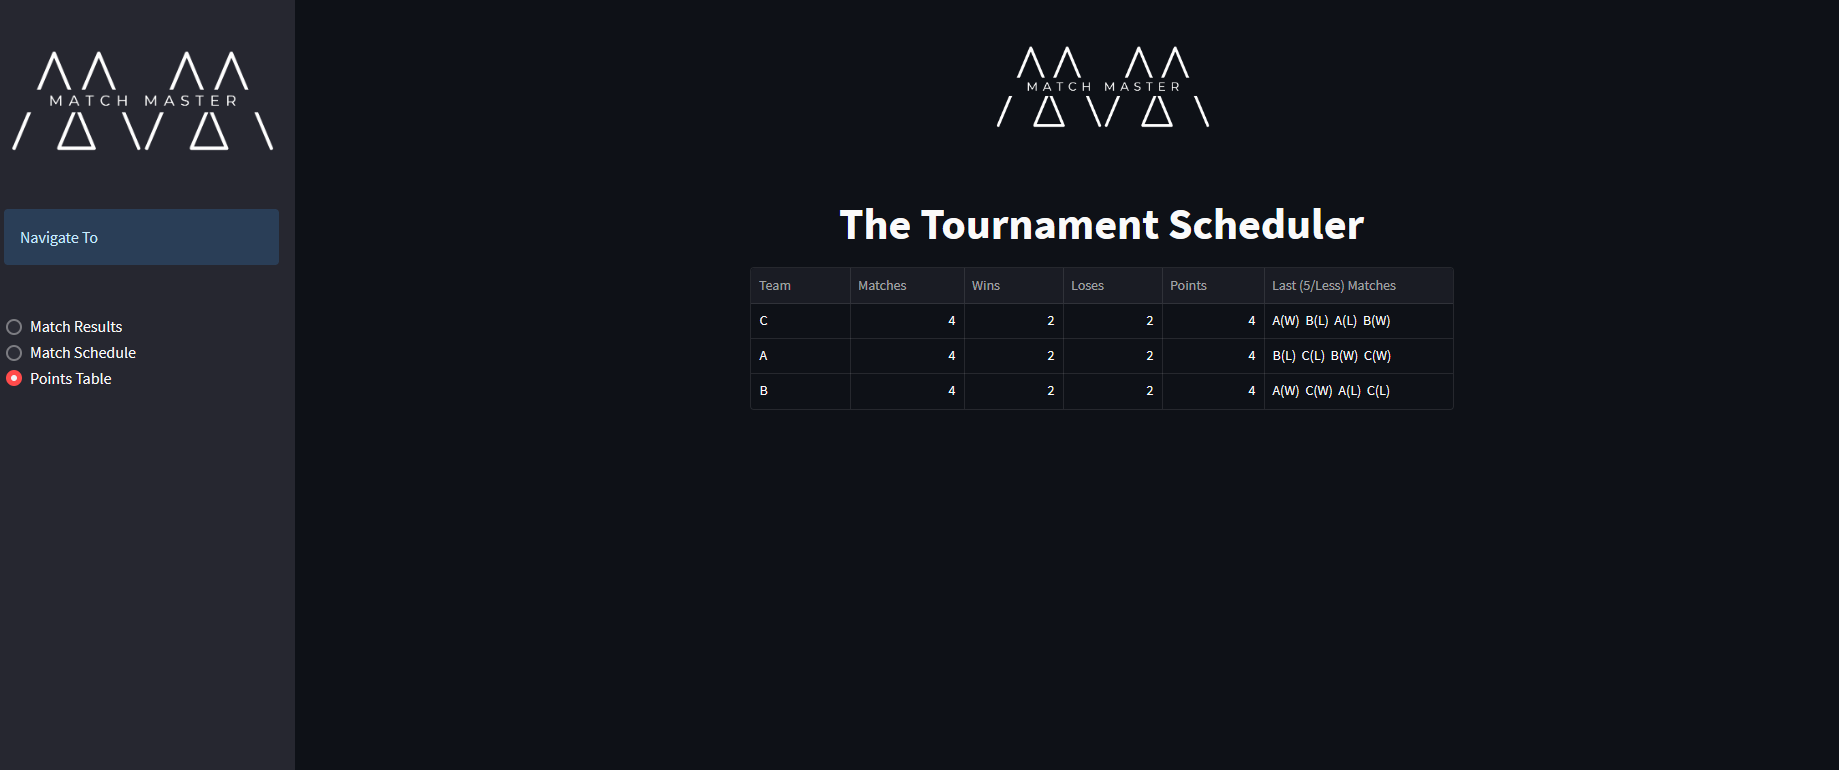 MATCH MASTER
Navigate To
Match Results
Match Schedule
Points Table
MATCH MASTER
The Tournament Scheduler
Team Matches Wins Loses Points Last (5/Less) Matches
C 4 2 2 4 A(W) B(L) A(L) B(W)
A 4 2 2 4 B(L) C(L) B(W) C(W)
B 4 2 2 4 A(W) C(W) A(L) C(L)